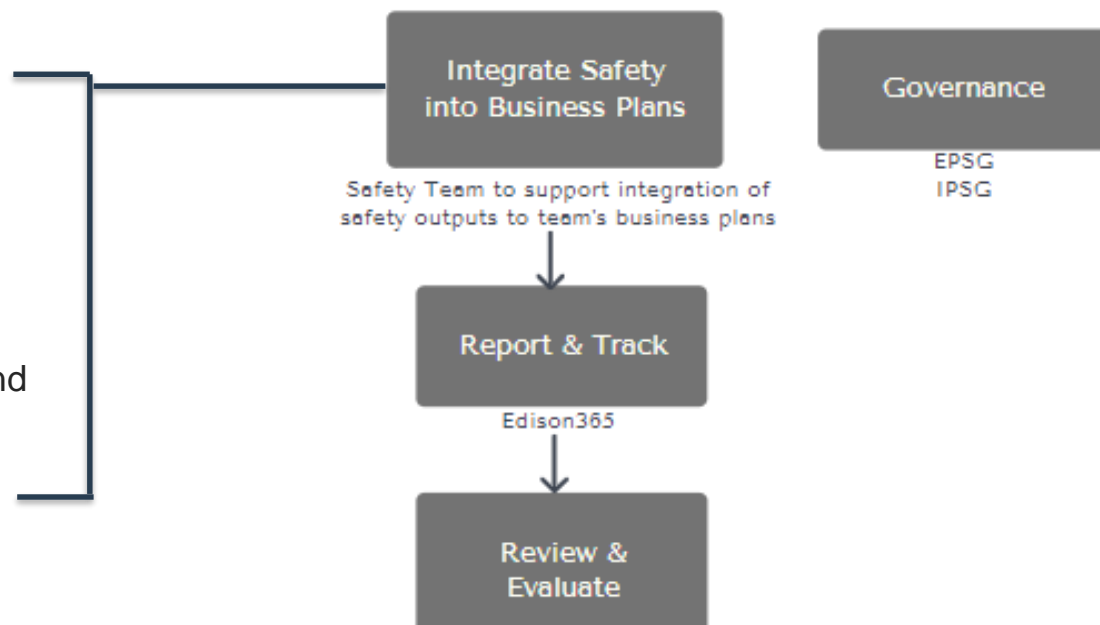 Integrate Safety
into Business Plans
Governance
EPSG
IPSG
Safety Team to support integration of
safety outputs to team's business plans
Report & Track
nd
Edison365
Review &
Evaluate